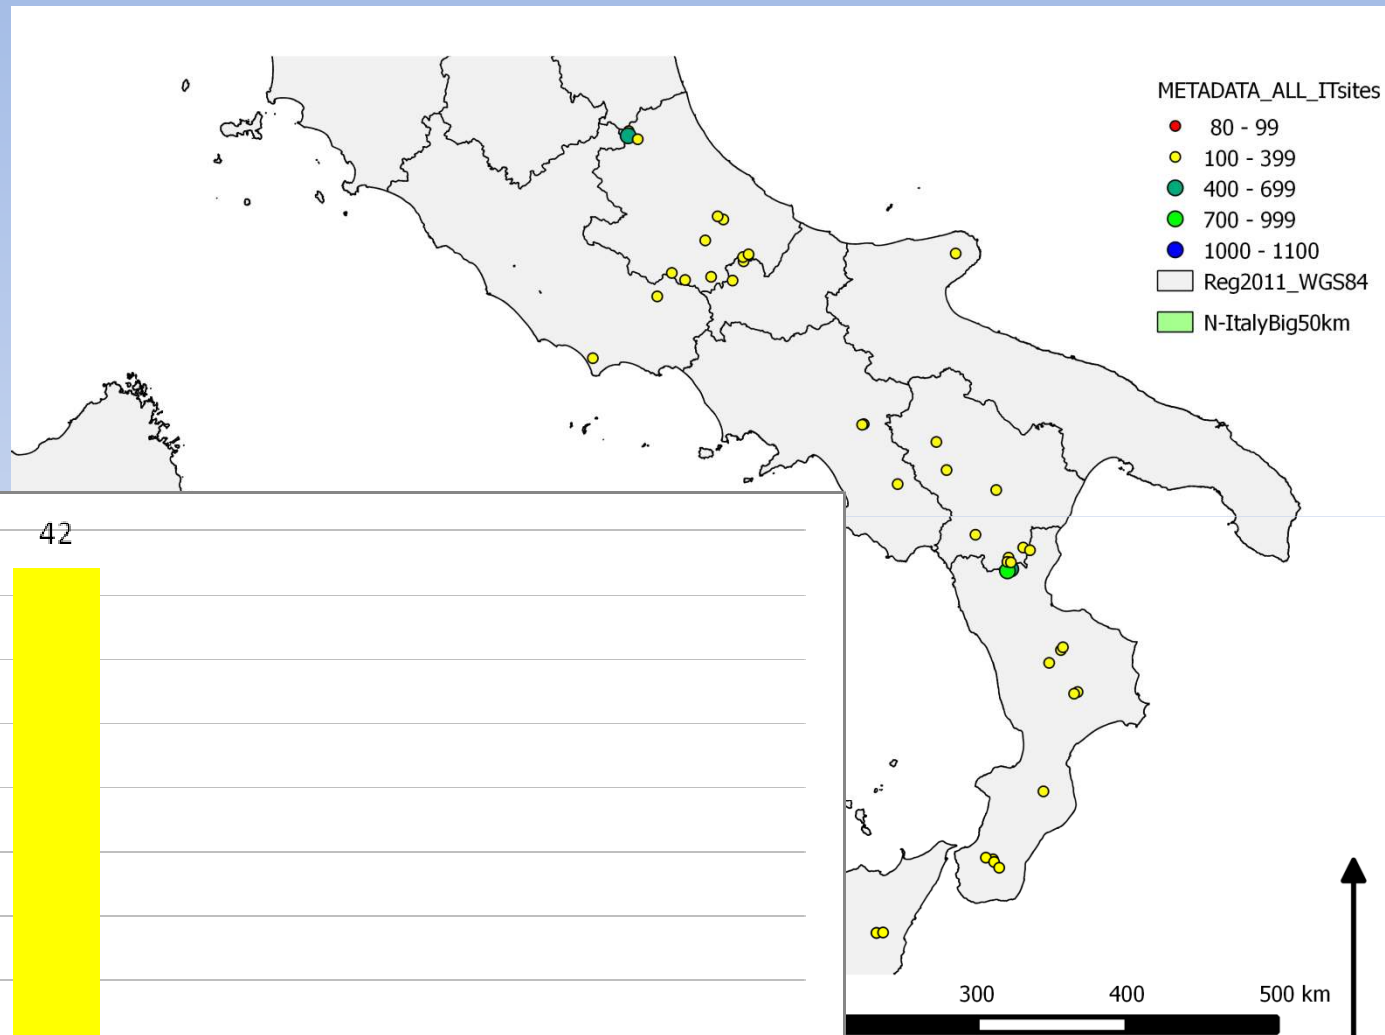 METADATA_ALL_ITsites
80 - 99
100 - 399
400 - 699
700 - 999
1000 - 1100
Reg2011_WGS84
N-ItalyBig50km
42
300 400 500 km